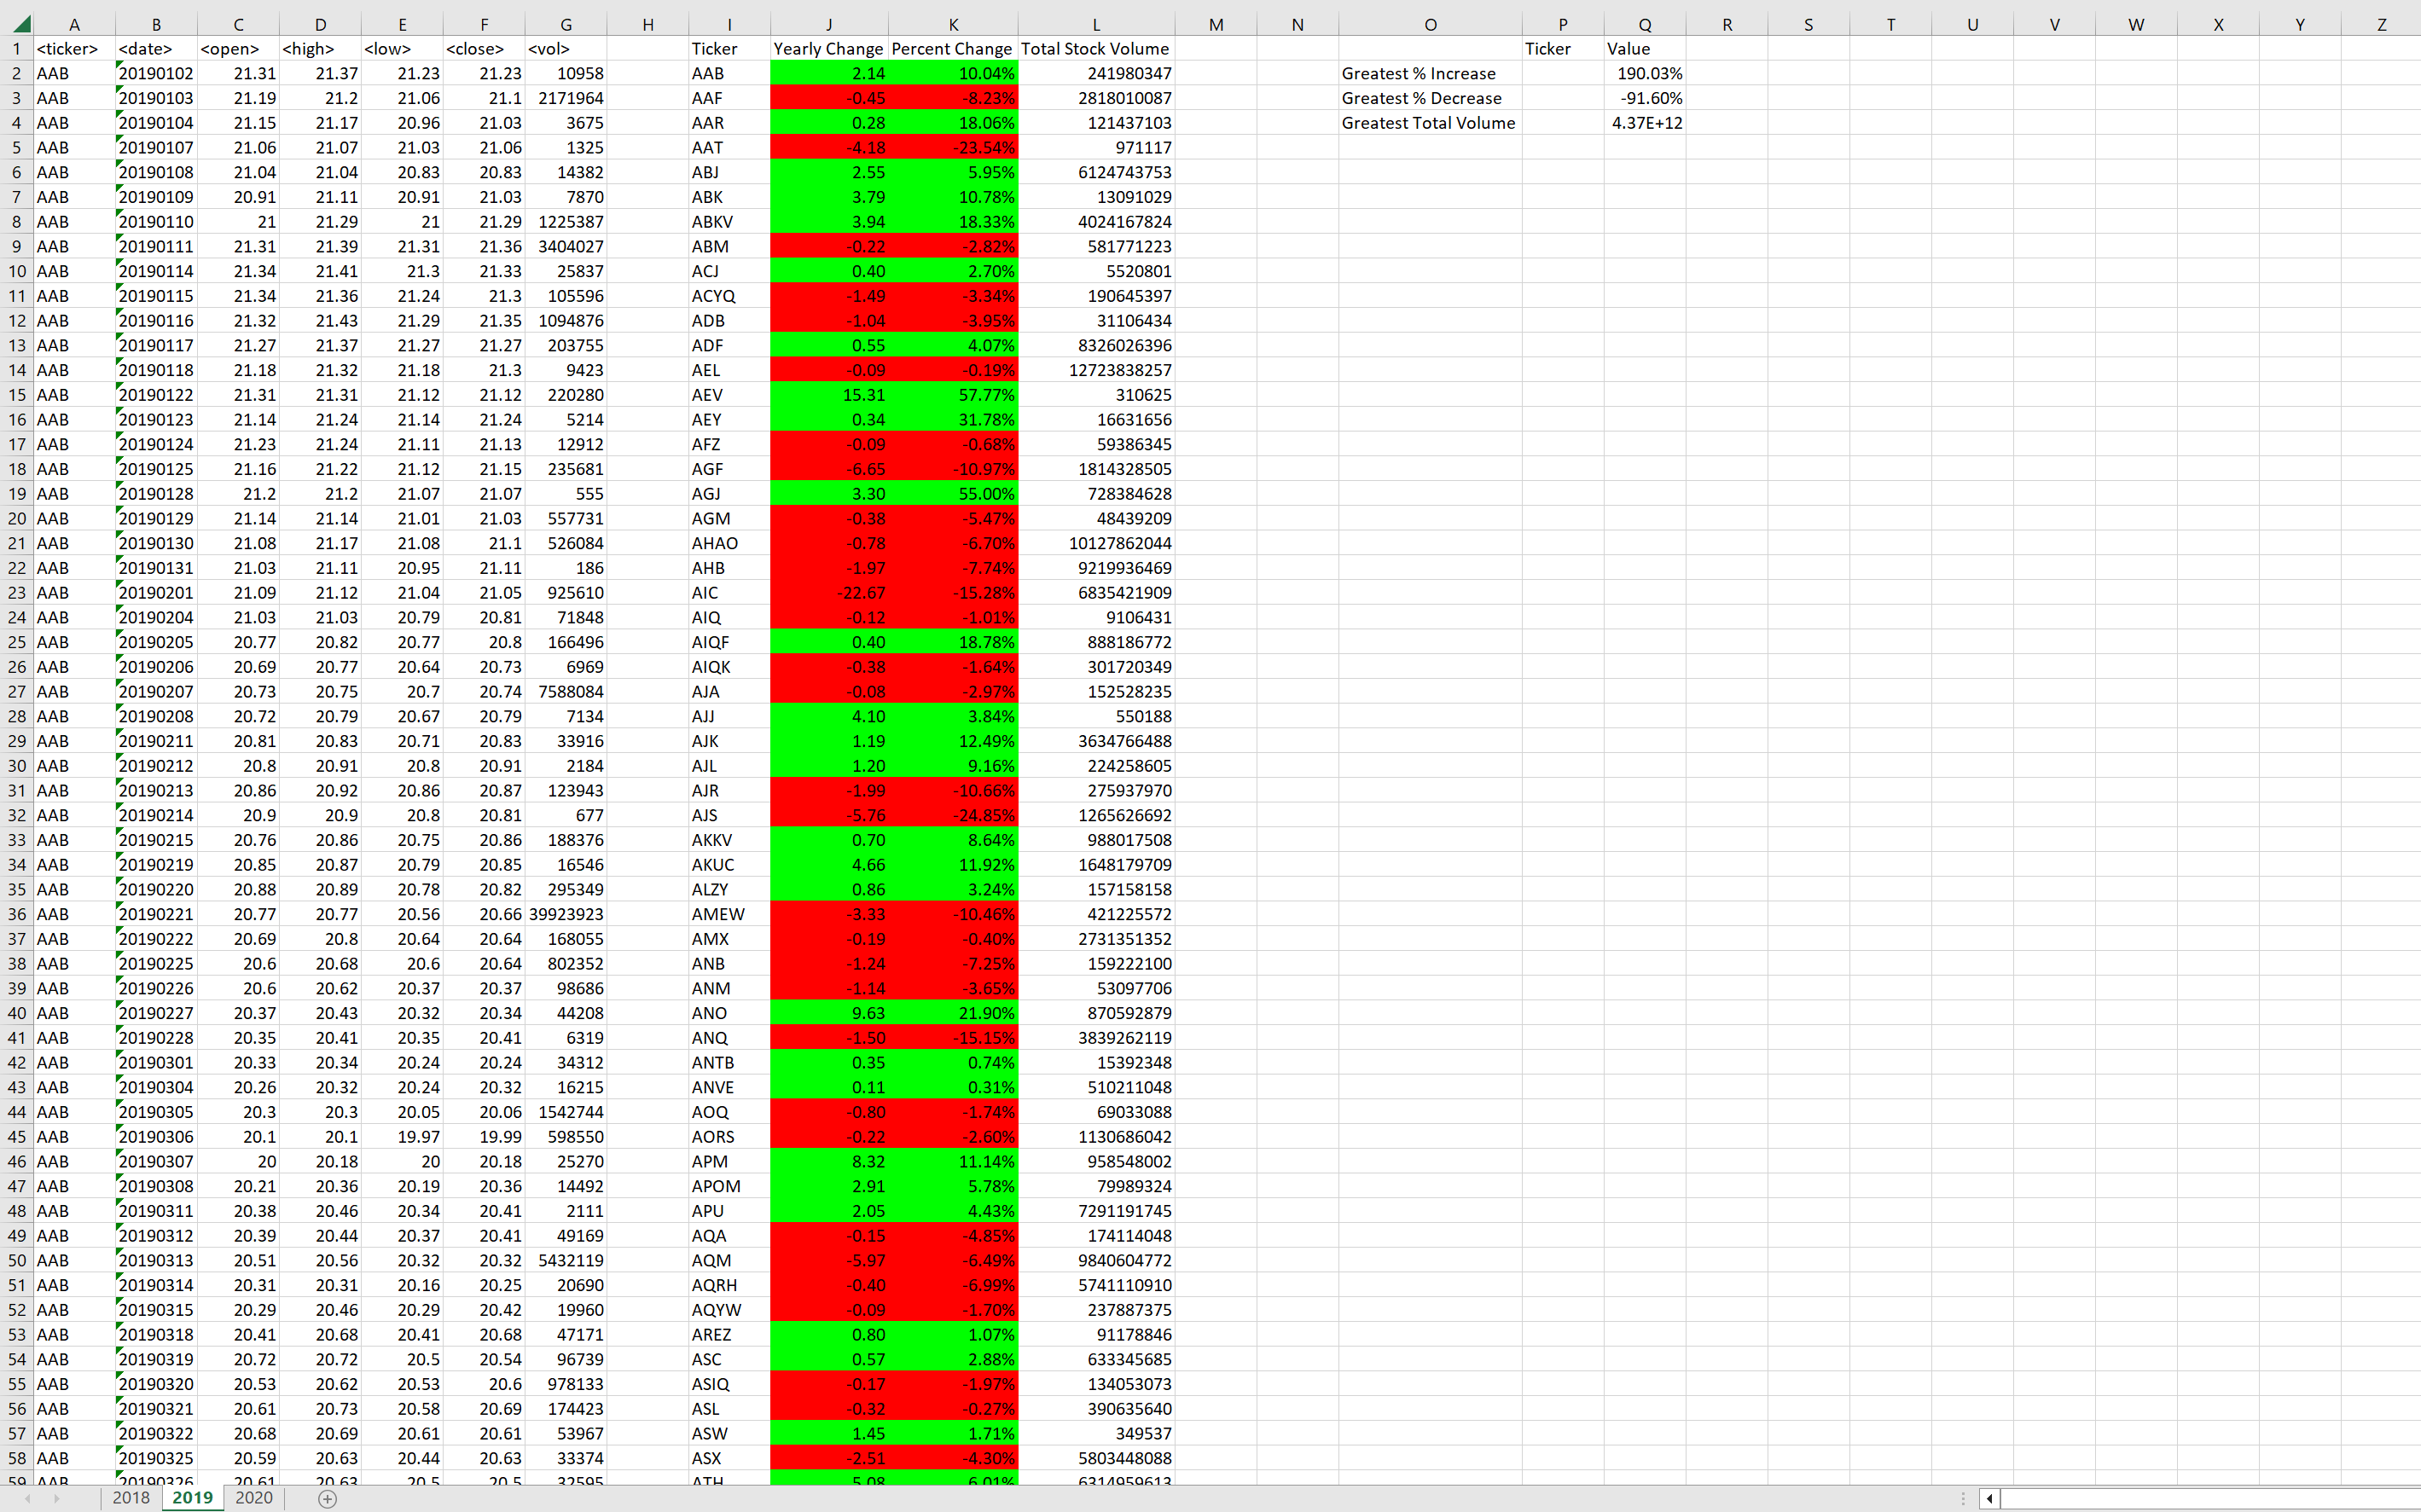 A B C D E F G H I J K L M N O P Q R S T U V W X Y Z
1 <ticker> <date> <open> <high> <low> <close> <vol> Ticker Yearly Change Percent Change Total Stock Volume Ticker Value
2 AAB 20190102 21.31 21.37 21.23 21.23 10958 AAB 2.14 10.04% 241980347 Greatest % Increase 190.03%
3 AAB 20190103 21.19 21.2 21.06 21.1 2171964 AAF -0.45 -8.23% 2818010087 Greatest % Decrease -91.60%
4 AAB 20190104 21.15 21.17 20.96 21.03 3675 AAR 0.28 18.06% 121437103 Greatest Total Volume 4.37E+12
5 AAB 20190107 21.06 21.07 21.03 21.06 1325 AAT -4.18 -23.54% 971117
6 AAB 20190108 21.04 21.04 20.83 20.83 14382 ABJ 2.55 5.95% 6124743753
7 AAB 20190109 20.91 21.11 20.91 21.03 7870 ABK 3.79 10.78% 13091029
8 AAB 20190110 21 21.29 21 21.29 1225387 ABKV 3.94 18.33% 4024167824
9 AAB 20190111 21.31 21.39 21.31 21.36 3404027 ABM -0.22 -2.82% 581771223
10 AAB 20190114 21.34 21.41 21.3 21.33 25837 ACJ 0.40 2.70% 5520801
11 AAB 20190115 21.34 21.36 21.24 21.3 105596 ACYQ -1.49 -3.34% 190645397
12 AAB 20190116 21.32 21.43 21.29 21.35 1094876 ADB -1.04 -3.95% 31106434
13 AAB 20190117 21.27 21.37 21.27 21.27 203755 ADF 0.55 4.07% 8326026396
14 AAB 20190118 21.18 21.32 21.18 21.3 9423 AEL -0.09 -0.19% 12723838257
15 AAB 20190122 21.31 21.31 21.12 21.12 220280 AEV 15.31 57.77% 310625
16 AAB 20190123 21.14 21.24 21.14 21.24 5214 AEY 0.34 31.78% 16631656
17 AAB 20190124 21.23 21.24 21.11 21.13 12912 AFZ -0.09 -0.68% 59386345
18 AAB 20190125 21.16 21.22 21.12 21.15 235681 AGF -6.65 -10.97% 1814328505
19 AAB 20190128 21.2 21.2 21.07 21.07 555 AGJ 3.30 55.00% 728384628
20 AAB 20190129 21.14 21.14 21.01 21.03 557731 AGM -0.38 -5.47% 48439209
21 AAB 20190130 21.08 21.17 21.08 21.1 526084 AHAO -0.78 -6.70% 10127862044
22 AAB 20190131 21.03 21.11 20.95 21.11 186 AHB -1.97 -7.74% 9219936469
23 AAB 20190201 21.09 21.12 21.04 21.05 925610 AIC -22.67 -15.28% 6835421909
24 AAB 20190204 21.03 21.03 20.79 20.81 71848 AIQ -0.12 -1.01% 9106431
25 AAB 20190205 20.77 20.82 20.77 20.8 166496 AIQF 0.40 18.78% 888186772
26 AAB 20190206 20.69 20.77 20.64 20.73 6969 AIQK -0.38 -1.64% 301720349
27 AAB 20190207 20.73 20.75 20.7 20.74 7588084 AJA -0.08 -2.97% 152528235
28 AAB 20190208 20.72 20.79 20.67 20.79 7134 AJJ 4.10 3.84% 550188
29 AAB 20190211 20.81 20.83 20.71 20.83 33916 AJK 1.19 12.49% 3634766488
30 AAB 20190212 20.8 20.91 20.8 20.91 2184 AJL 1.20 9.16% 224258605
31 AAB 20190213 20.86 20.92 20.86 20.87 123943 AJR -1.99 -10.66% 275937970
32 AAB 20190214 20.9 20.9 20.8 20.81 677 AJS -5.76 -24.85% 1265626692
33 AAB 20190215 20.76 20.86 20.75 20.86 188376 AKKV 0.70 8.64% 988017508
34 AAB 20190219 20.85 20.87 20.79 20.85 16546 AKUC 4.66 11.92% 1648179709
35 AAB 20190220 20.88 20.89 20.78 20.82 295349 ALZY 0.86 3.24% 157158158
36 AAB 20190221 20.77 20.77 20.56 20.66 39923923 AMEW -3.33 -10.46% 421225572
37 AAB 20190222 20.69 20.8 20.64 20.64 168055 AMX -0.19 -0.40% 2731351352
38 AAB 20190225 20.6 20.68 20.6 20.64 802352 ANB -1.24 -7.25% 159222100
39 AAB 20190226 20.6 20.62 20.37 20.37 98686 ANM -1.14 -3.65% 53097706
40 AAB 20190227 20.37 20.43 20.32 20.34 44208 ANO 9.63 21.90% 870592879
41 AAB 20190228 20.35 20.41 20.35 20.41 6319 ANQ -1.50 -15.15% 3839262119
42 AAB 20190301 20.33 20.34 20.24 20.24 34312 ANTB 0.35 0.74% 15392348
43 AAB 20190304 20.26 20.32 20.24 20.32 16215 ANVE 0.11 0.31% 510211048
44 AAB 20190305 20.3 20.3 20.05 20.06 1542744 AOQ -0.80 -1.74% 69033088
45 AAB 20190306 20.1 20.1 19.97 19.99 598550 AORS -0.22 -2.60% 1130686042
46 AAB 20190307 20 20.18 20 20.18 25270 APM 8.32 11.14% 958548002
47 AAB 20190308 20.21 20.36 20.19 20.36 14492 APOM 2.91 5.78% 79989324
48 AAB 20190311 20.38 20.46 20.34 20.41 2111 APU 2.05 4.43% 7291191745
49 AAB 20190312 20.39 20.44 20.37 20.41 49169 AQA -0.15 -4.85% 174114048
50 AAB 20190313 20.51 20.56 20.32 20.32 5432119 AQM -5.97 -6.49% 9840604772
51 AAB 20190314 20.31 20.31 20.16 20.25 20690 AQRH -0.40 -6.99% 5741110910
52 AAB 20190315 20.29 20.46 20.29 20.42 19960 AQYW -0.09 -1.70% 237887375
53 AAB 20190318 20.41 20.68 20.41 20.68 47171 AREZ 0.80 1.07% 91178846
54 AAB 20190319 20.72 20.72 20.5 20.54 96739 ASC 0.57 2.88% 633345685
55 AAB 20190320 20.53 20.62 20.53 20.6 978133 ASIQ -0.17 -1.97% 134053073
56 AAB 20190321 20.61 20.73 20.58 20.69 174423 ASL -0.32 -0.27% 390635640
57 AAB 20190322 20.68 20.69 20.61 20.61 53967 ASW 1.45 1.71% 349537
58 AAB 20190325 20.59 20.63 20.44 20.63 33374 ASX -2.51 -4.30% 5803448088
59 AAB 20190326 20.61 20.63 20.5 20.5 32595 ATH 5.08 6.01% 6314959613
2018 2019 2020